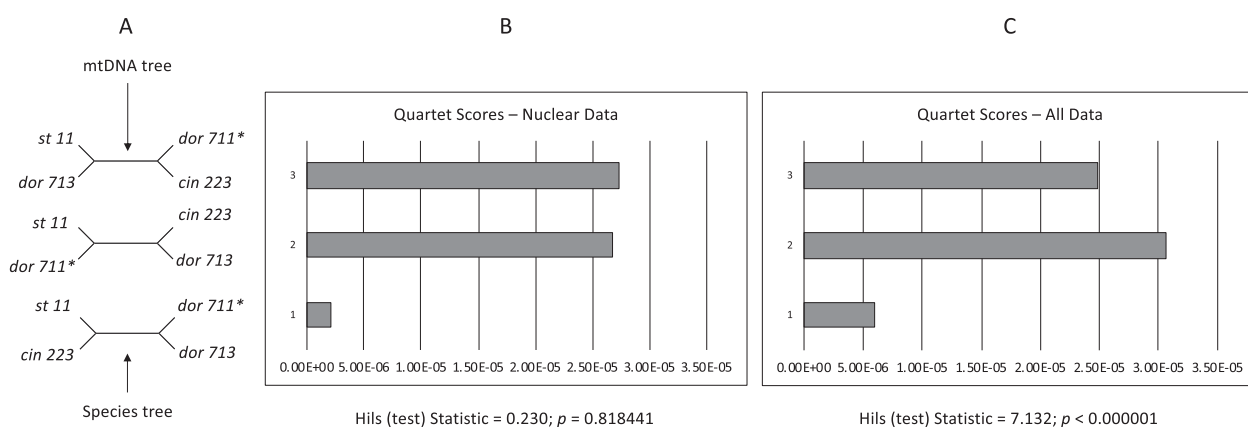 A
mtDNA tree
st 11
dor 711*
dor 713
cin 223
st 11
cin 223
dor 711*
dor 713
st 11
dor 711*
cin 223
dor 713
Species tree
B
Quartet Scores – Nuclear Data
3
2
1
0.00E+00 5.00E-06 1.00E-05 1.50E-05 2.00E-05 2.50E-05 3.00E-05 3.50E-05
Hils (test) Statistic = 0.230; p = 0.818441
C
Quartet Scores – All Data
3
2
1
0.00E+00 5.00E-06 1.00E-05 1.50E-05 2.00E-05 2.50E-05 3.00E-05 3.50E-05
Hils (test) Statistic = 7.132; p < 0.000001